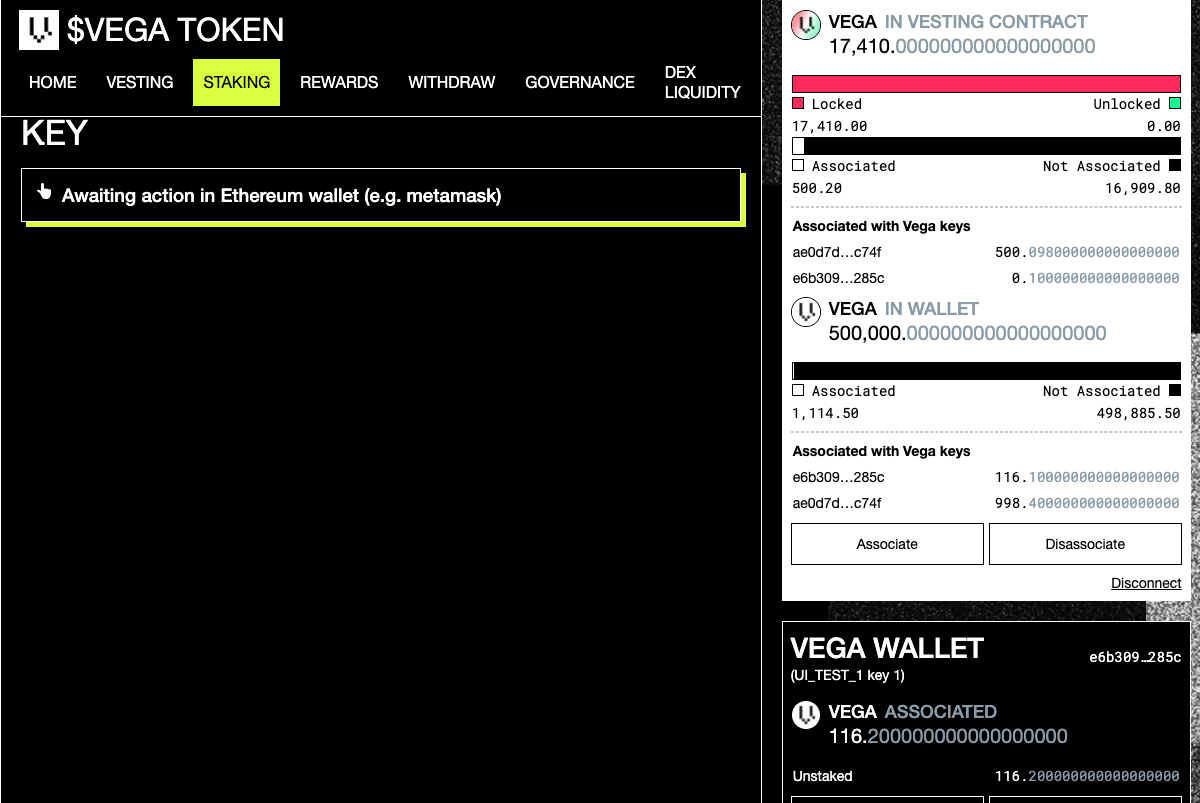 $VEGA TOKEN
HOME VESTING STAKING REWARDS WITHDRAW GOVERNANCE DEX LIQUIDITY
KEY
Awaiting action in Ethereum wallet (e.g. metamask)
VEGA IN VESTING CONTRACT
17,410.000000000000000000
Locked Unlocked
17,410.00 0.00
Associated Not Associated
500.20 16,909.80
Associated with Vega keys
ae0d7d…c74f 500.098000000000000000
e6b309…285c 0.100000000000000000
VEGA IN WALLET
500,000.000000000000000000
Associated Not Associated
1,114.50 498,885.50
Associated with Vega keys
e6b309…285c 116.100000000000000000
ae0d7d…c74f 998.400000000000000000
Associate Disassociate
Disconnect
VEGA WALLET e6b309…285c
(UI_TEST_1 key 1)
VEGA ASSOCIATED
116.200000000000000000
Unstaked 116.200000000000000000